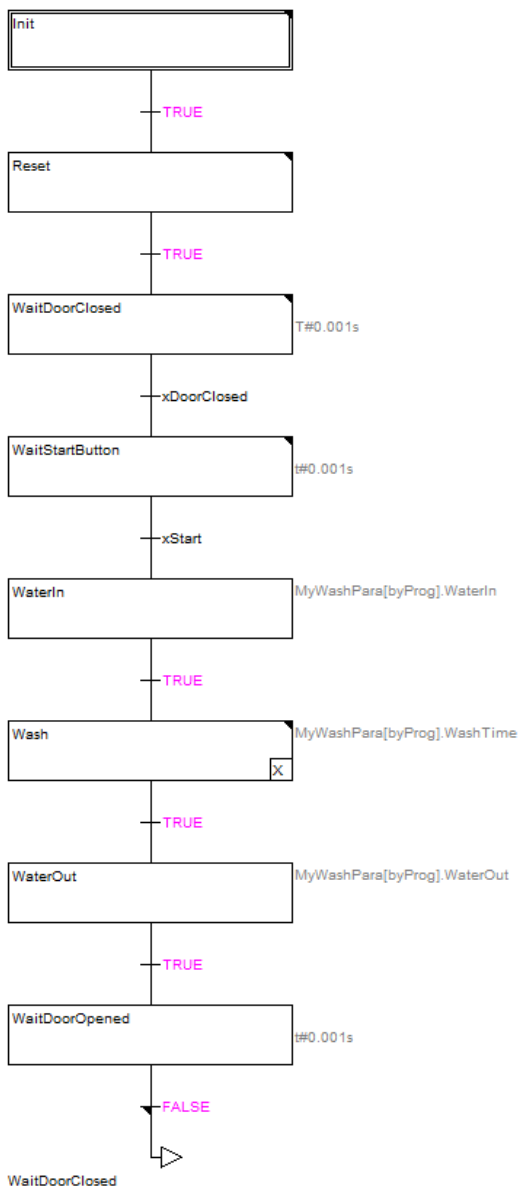 Init
TRUE
Reset
TRUE
WaitDoorClosed
T#0.001s
xDoorClosed
WaitStartButton
t#0.001s
xStart
WaterIn
MyWashPara[byProg].WaterIn
TRUE
Wash
MyWashPara[byProg].WashTime
X
TRUE
WaterOut
MyWashPara[byProg].WaterOut
TRUE
WaitDoorOpened
t#0.001s
FALSE
WaitDoorClosed